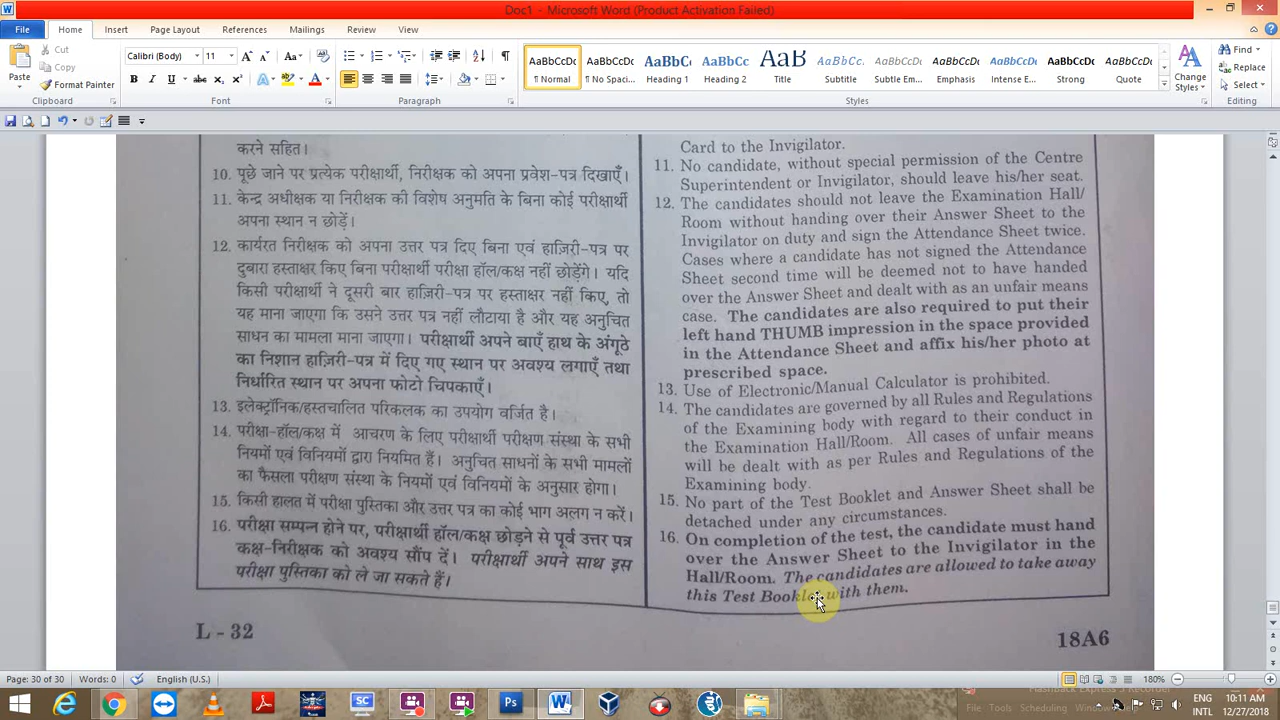 Doc1 - Microsoft Word (Product Activation Failed)
File Home Insert Page Layout References Mailings Review View
Paste
Cut
Copy
Format Painter
Clipboard
Calibri (Body) 11
Font
Paragraph
AaBbCcDc AaBbCcDc AaBbCc AaBbCc AaB AaBbCc. AaBbCcDc AaBbCcDc AaBbCcDc AaBbCcDc AaBbCcDc
¶ Normal ¶ No Spaci... Heading 1 Heading 2 Title Subtitle Subtle Em... Emphasis Intense E... Strong Quote
Styles
Change Styles
Find
Replace
Select
Editing
करने सहित।
10. पूछे जाने पर प्रत्येक परीक्षार्थी, निरीक्षक को अपना प्रवेश-पत्र दिखाएँ।
11. केन्द्र अधीक्षक या निरीक्षक की विशेष अनुमति के बिना कोई परीक्षार्थी
अपना स्थान न छोड़ें।
12. कार्यरत निरीक्षक को अपना उत्तर पत्र दिए बिना एवं हाज़िरी-पत्र पर
दुबारा हस्ताक्षर किए बिना परीक्षार्थी परीक्षा हॉल/कक्ष नहीं छोड़ेंगे। यदि
किसी परीक्षार्थी ने दूसरी बार हाज़िरी-पत्र पर हस्ताक्षर नहीं किए, तो
यह माना जाएगा कि उसने उत्तर पत्र नहीं लौटाया है और यह अनुचित
साधन का मामला माना जाएगा। परीक्षार्थी अपने बाएँ हाथ के अंगूठे
का निशान हाज़िरी-पत्र में दिए गए स्थान पर अवश्य लगाएँ तथा
निर्धारित स्थान पर अपना फोटो चिपकाएँ।
13. इलेक्ट्रॉनिक/हस्तचालित परिकलक का उपयोग वर्जित है।
14. परीक्षा-हॉल/कक्ष में आचरण के लिए परीक्षार्थी परीक्षण संस्था के सभी
नियमों एवं विनियमों द्वारा नियमित हैं। अनुचित साधनों के सभी मामलों
का फैसला परीक्षण संस्था के नियमों एवं विनियमों के अनुसार होगा।
15. किसी हालत में परीक्षा पुस्तिका और उत्तर पत्र का कोई भाग अलग न करें।
16. परीक्षा सम्पन्न होने पर, परीक्षार्थी हॉल/कक्ष छोड़ने से पूर्व उत्तर पत्र
कक्ष-निरीक्षक को अवश्य सौंप दें। परीक्षार्थी अपने साथ इस
परीक्षा पुस्तिका को ले जा सकते हैं।
Card to the Invigilator.
11. No candidate, without special permission of the Centre
Superintendent or Invigilator, should leave his/her seat.
12. The candidates should not leave the Examination Hall/
Room without handing over their Answer Sheet to the
Invigilator on duty and sign the Attendance Sheet twice.
Cases where a candidate has not signed the Attendance
Sheet second time will be deemed not to have handed
over the Answer Sheet and dealt with as an unfair means
case. The candidates are also required to put their
left hand THUMB impression in the space provided
in the Attendance Sheet and affix his/her photo at
prescribed space.
13. Use of Electronic/Manual Calculator is prohibited.
14. The candidates are governed by all Rules and Regulations
of the Examining body with regard to their conduct in
the Examination Hall/Room. All cases of unfair means
will be dealt with as per Rules and Regulations of the
Examining body.
15. No part of the Test Booklet and Answer Sheet shall be
detached under any circumstances.
16. On completion of the test, the candidate must hand
over the Answer Sheet to the Invigilator in the
Hall/Room. The candidates are allowed to take away
this Test Booklet with them.
L - 32
18A6
Page: 30 of 30 Words: 0 English (U.S.) 180%
Flashback Express 5 Recorder
File Tools Scheduling
ENG 10:11 AM
INTL 12/27/2018